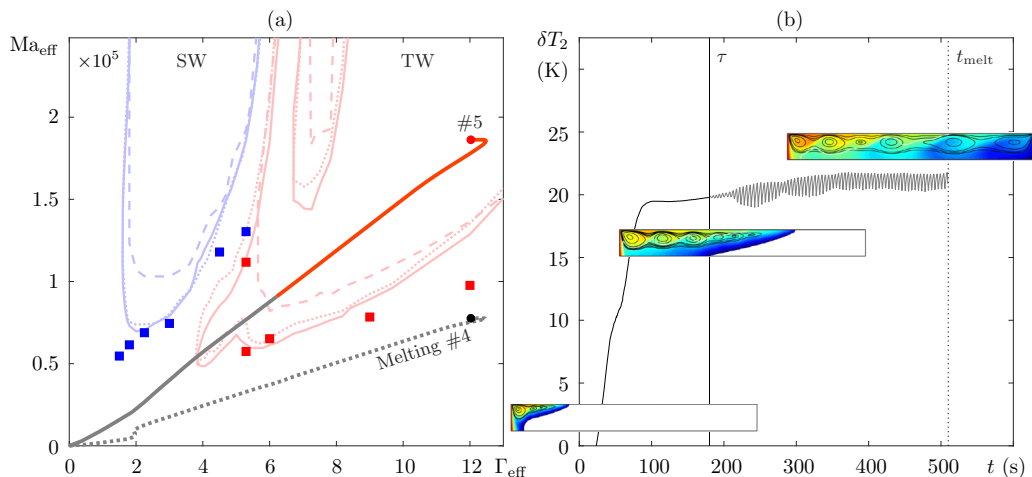 (a)
Ma_eff
×10^5
SW
TW
#5
Melting #4
2
1.5
1
0.5
0
0 2 4 6 8 10 12 Γ_eff
(b)
δT_2
(K)
τ
t_melt
25
20
15
10
5
0
0 100 200 300 400 500 t (s)